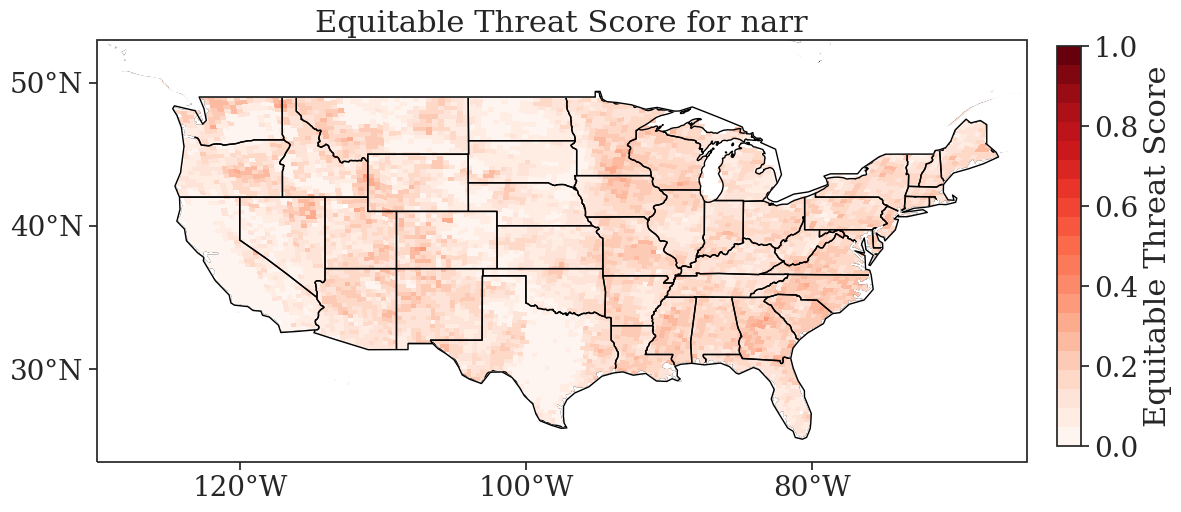 Equitable Threat Score for narr
50°N
40°N
30°N
120°W
100°W
80°W
1.0
0.8
0.6
0.4
0.2
0.0
Equitable Threat Score